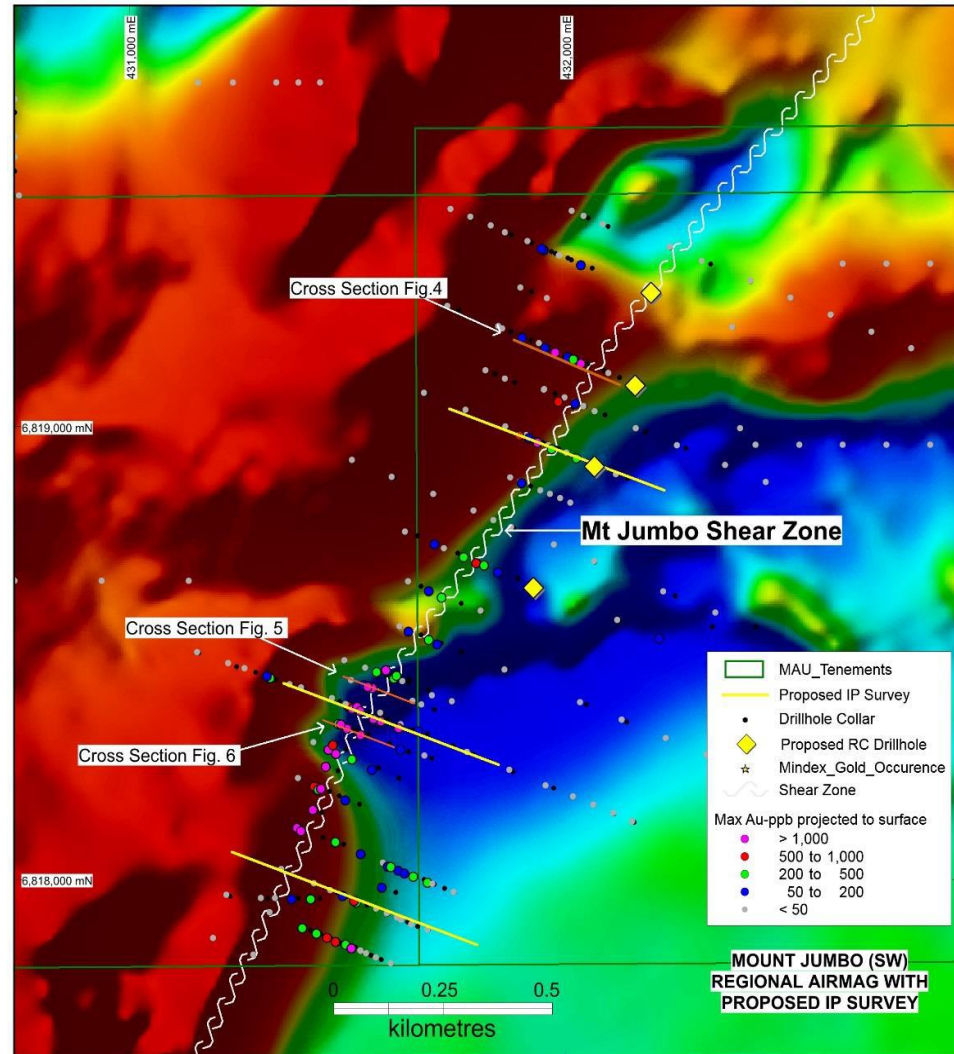 431,000 mE
432,000 mE
Cross Section Fig.4
6,819,000 mN
Mt Jumbo Shear Zone
Cross Section Fig. 5
Cross Section Fig. 6
6,818,000 mN
MAU_Tenements
Proposed IP Survey
Drillhole Collar
Proposed RC Drillhole
Mindex_Gold_Occurence
Shear Zone
Max Au-ppb projected to surface
> 1,000
500 to 1,000
200 to 500
50 to 200
< 50
MOUNT JUMBO (SW)
REGIONAL AIRMAG WITH
PROPOSED IP SURVEY
0 0.25 0.5
kilometres